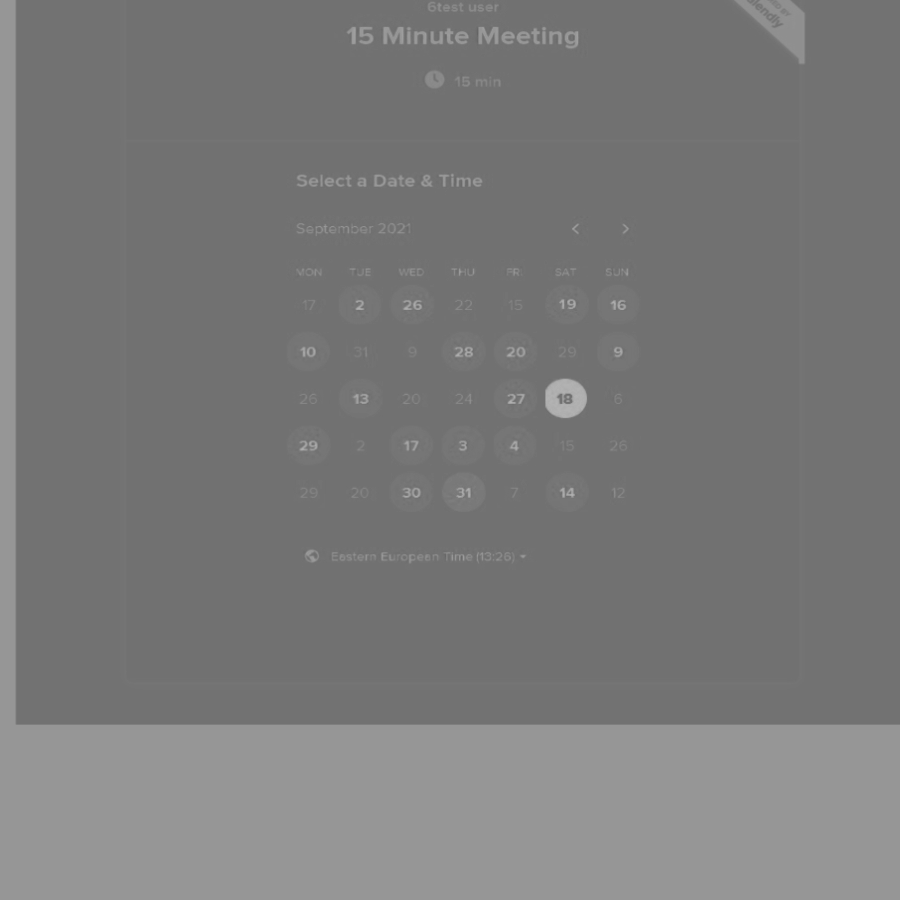 6test user
15 Minute Meeting
15 min
Select a Date & Time
September 2021
MON TUE WED THU FRI SAT SUN
17 2 26 22 15 19 16
10 31 9 28 20 29 9
26 13 20 24 27 18 6
29 2 17 3 4 15 26
29 20 30 31 7 14 12
Eastern European Time (13:26)